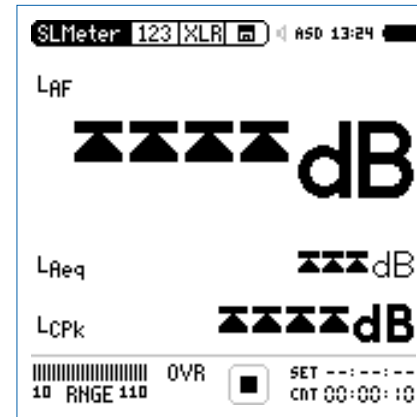 SLMeter 123 XLR ASD 13:24
LAF
dB
LAeq dB
LCPk dB
OVR SET --:--:--
10 RNGE 110 CNT 00:00:18